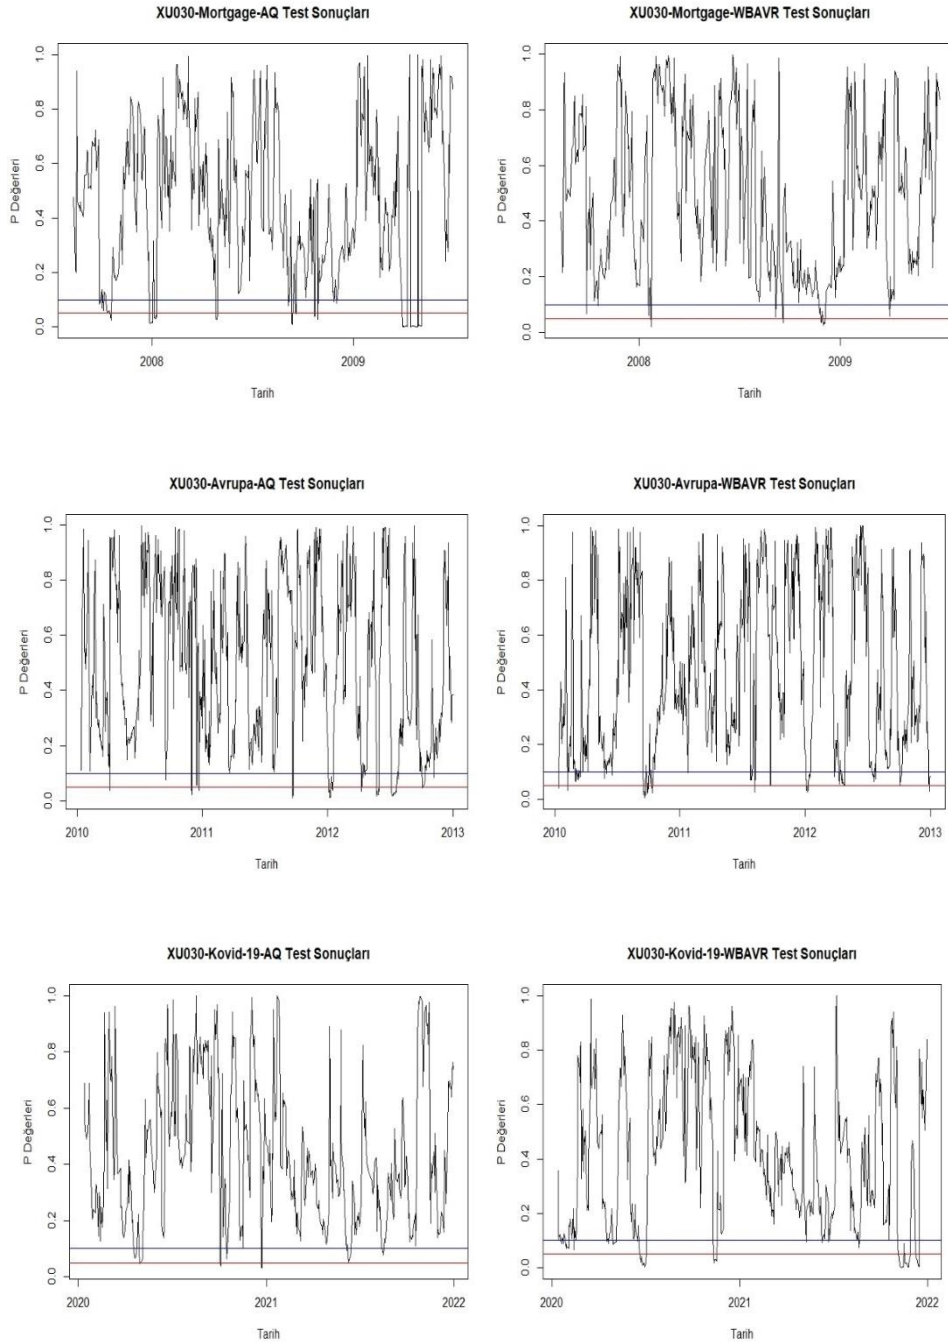 XU030-Mortgage-AQ Test Sonuçları
P Değerleri
0.0 0.2 0.4 0.6 0.8 1.0
2008 2009
Tarih
XU030-Mortgage-WBAVR Test Sonuçları
P Değerleri
0.0 0.2 0.4 0.6 0.8 1.0
2008 2009
Tarih
XU030-Avrupa-AQ Test Sonuçları
P Değerleri
0.0 0.2 0.4 0.6 0.8 1.0
2010 2011 2012 2013
Tarih
XU030-Avrupa-WBAVR Test Sonuçları
P Değerleri
0.0 0.2 0.4 0.6 0.8 1.0
2010 2011 2012 2013
Tarih
XU030-Kovid-19-AQ Test Sonuçları
P Değerleri
0.0 0.2 0.4 0.6 0.8 1.0
2020 2021 2022
Tarih
XU030-Kovid-19-WBAVR Test Sonuçları
P Değerleri
0.0 0.2 0.4 0.6 0.8 1.0
2020 2021 2022
Tarih